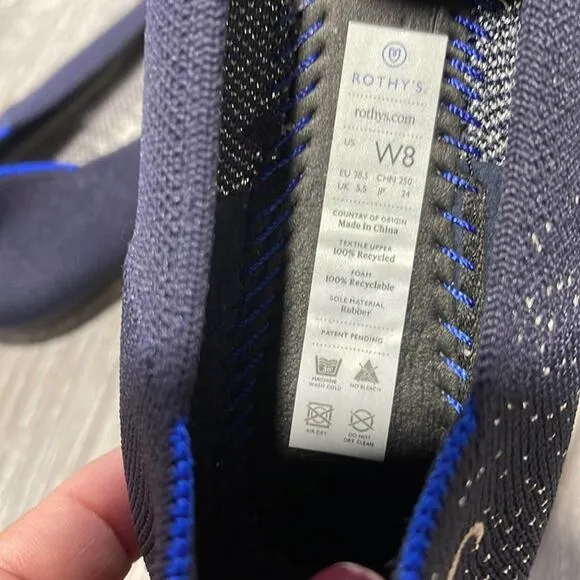 ROTHY'S.
rothys.com
US W8
EU 38.5 CHN 250
UK 5.5 JP 24
COUNTRY OF ORIGIN
Made in China
TEXTILE UPPER
100% Recycled
FOAM
100% Recyclable
SOLE MATERIAL
Rubber
PATENT PENDING
MACHINE WASH COLD
NO BLEACH
AIR DRY
DO NOT DRY CLEAN